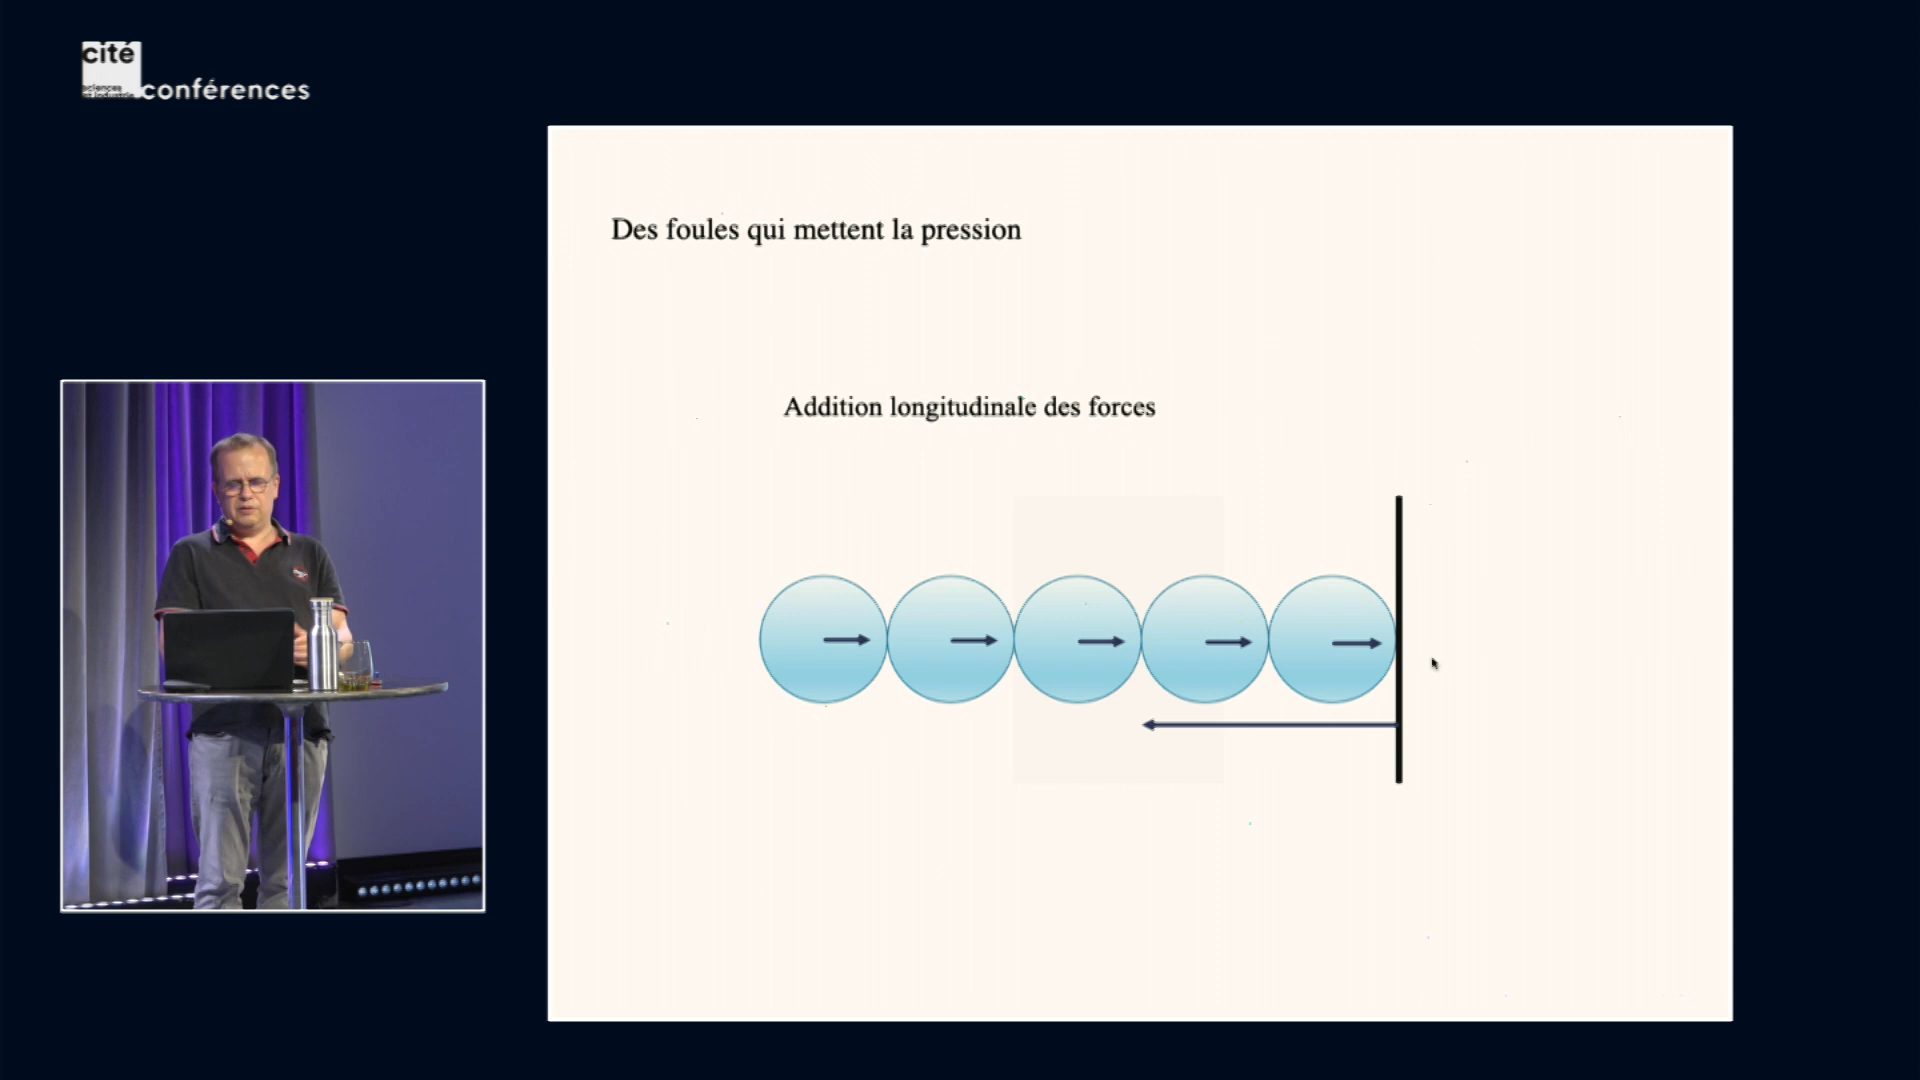 cité
sciences
et industrie
conférences
Des foules qui mettent la pression
Addition longitudinale des forces